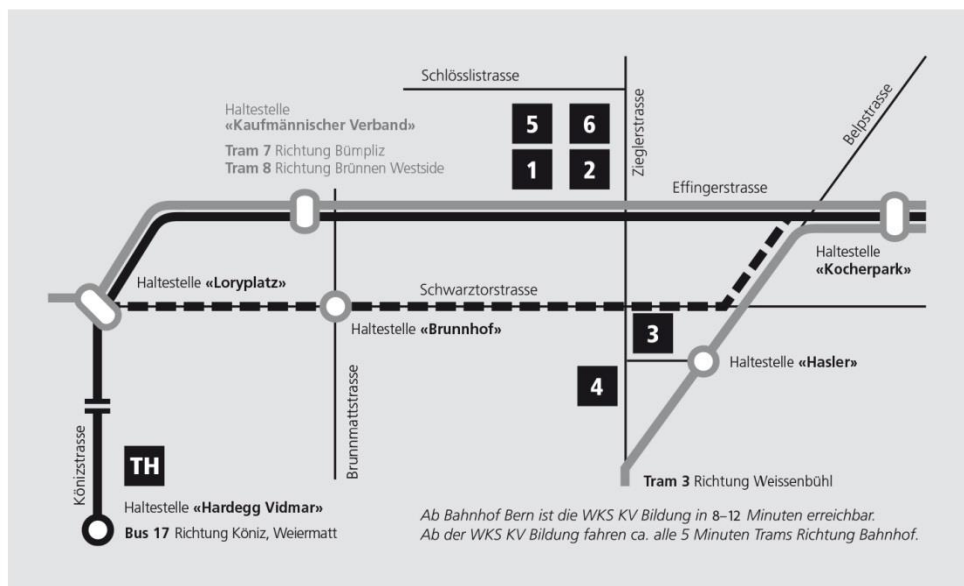 Schlösslistrasse
Zieglerstrasse
Belpstrasse
Haltestelle
«Kaufmännischer Verband»
Tram 7 Richtung Bümpliz
Tram 8 Richtung Brünnen Westside
5
6
1
2
Effingerstrasse
Haltestelle
«Kocherpark»
Haltestelle «Loryplatz»
Schwarztorstrasse
Haltestelle «Brunnhof»
3
Haltestelle «Hasler»
4
Brunnmattstrasse
Könizstrasse
TH
Tram 3 Richtung Weissenbühl
Haltestelle «Hardegg Vidmar»
Bus 17 Richtung Köniz, Weiermatt
Ab Bahnhof Bern ist die WKS KV Bildung in 8–12 Minuten erreichbar.
Ab der WKS KV Bildung fahren ca. alle 5 Minuten Trams Richtung Bahnhof.